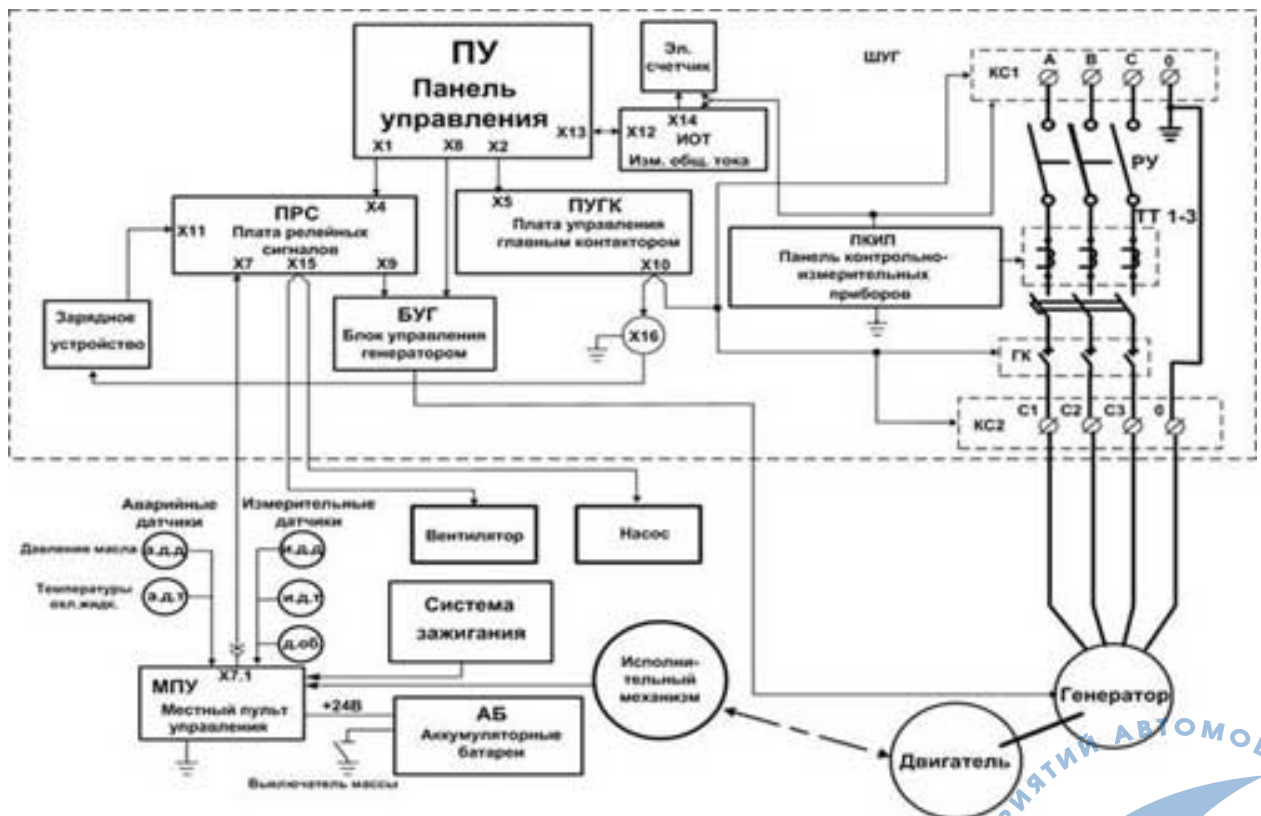 ПУ
Панель
управления
X1
X8
X2
X13
Эл.
счетчик
X14
X12
ИОТ
Изм. общ. тока
ШУГ
КС1
A
B
C
0
РУ
ТТ 1-3
X4
ПРС
X11
Плата релейных
сигналов
X7
X15
X9
X5
ПУГК
Плата управления
главным контактором
X10
ПКИП
Панель контрольно-
измерительных
приборов
Зарядное
устройство
БУГ
Блок управления
генератором
X16
ГК
КС2
С1
С2
С3
0
Аварийные
датчики
Измерительные
датчики
Давления масла
а.д.д
и.д.д
Температуры
охл.жидк.
а.д.т
и.д.т
д.об
Вентилятор
Насос
Система
зажигания
X7.1
МПУ
Местный пульт
управления
+24В
АБ
Аккумуляторные
батареи
Выключатель массы
Исполни-
тельный
механизм
Двигатель
Генератор